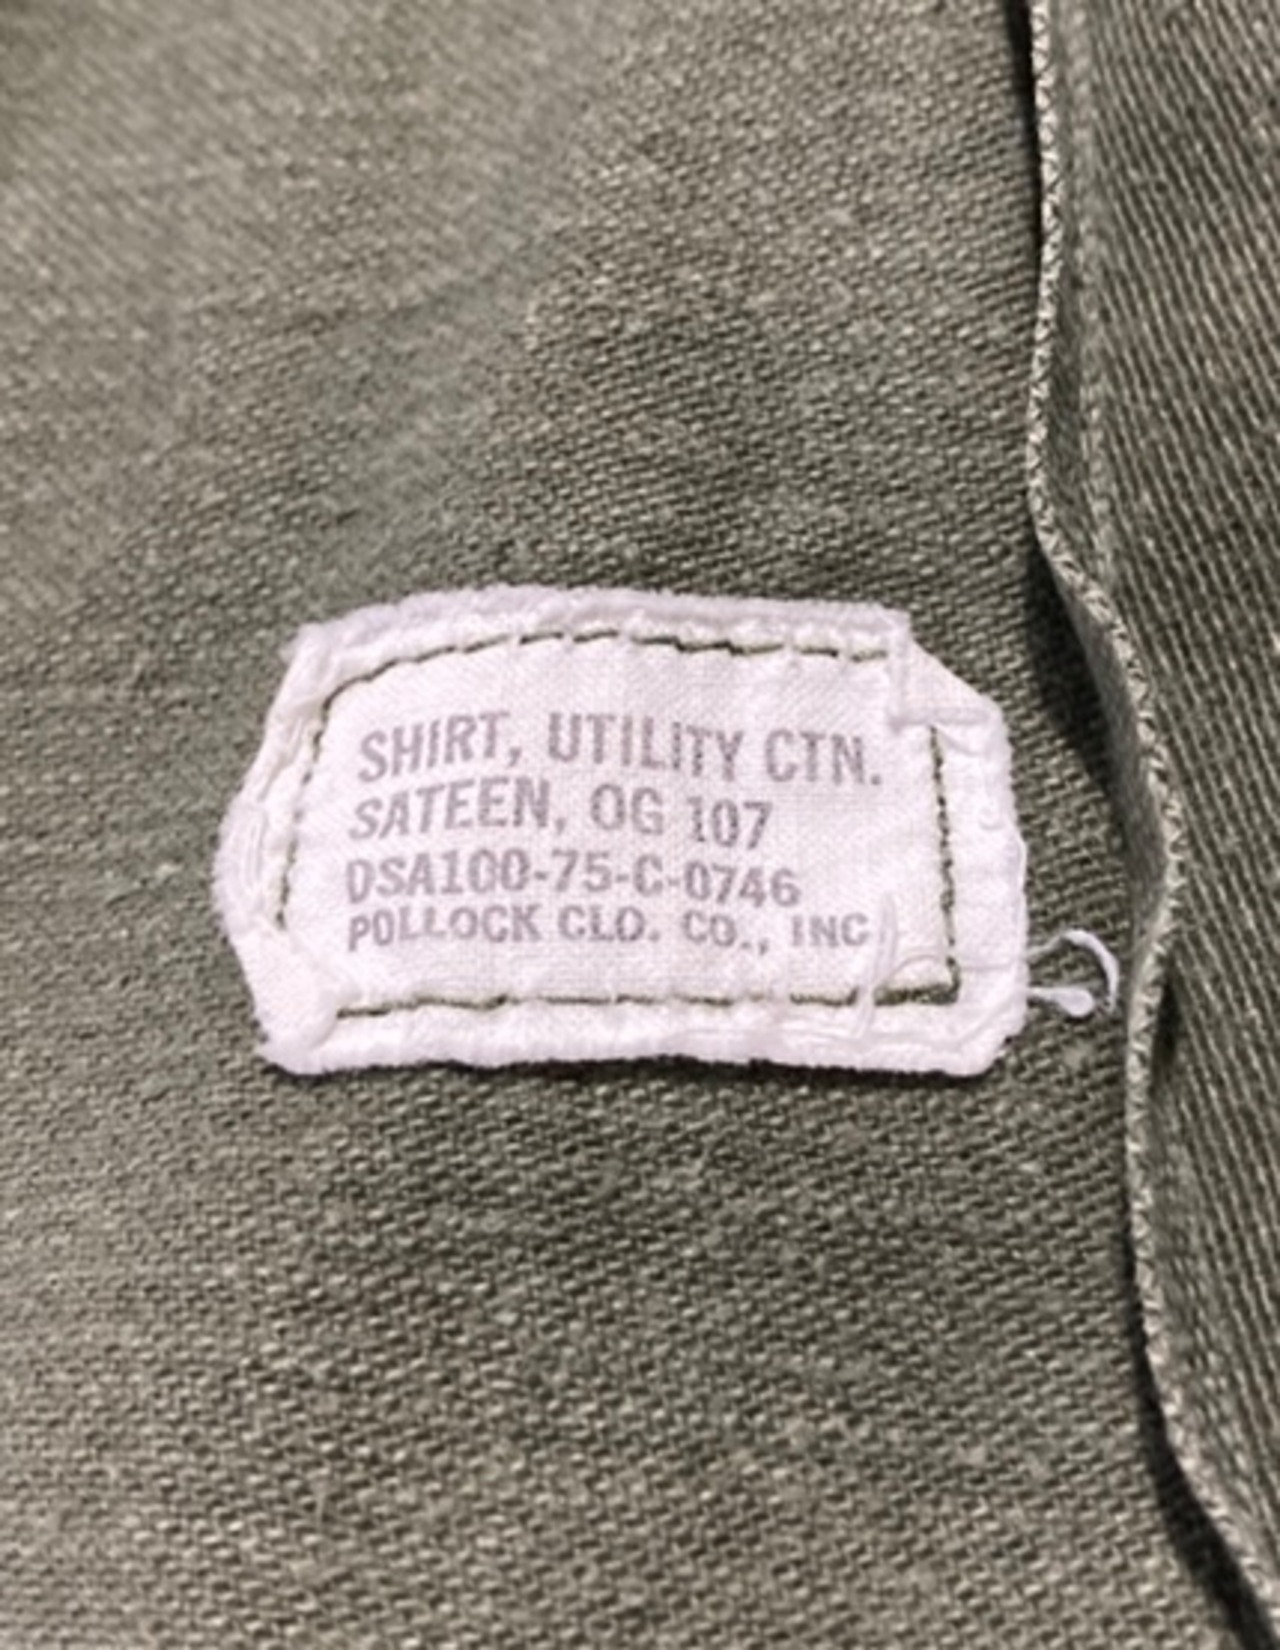 SHIRT, UTILITY CTN.
SATEEN, OG 107
DSA100-75-C-0746
POLLOCK CLO. CO., INC